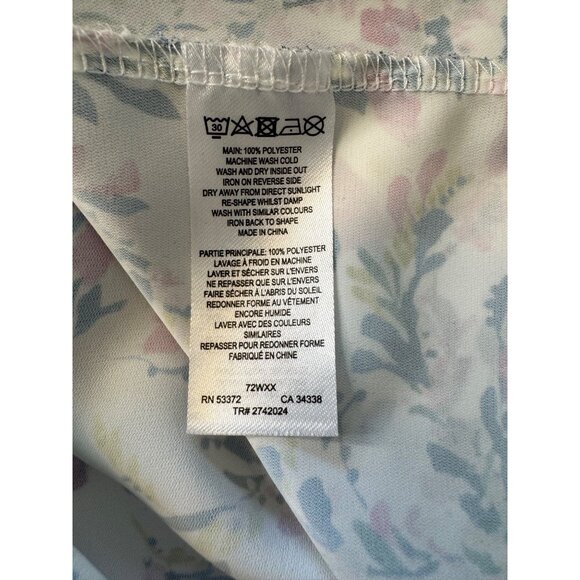 30
MAIN: 100% POLYESTER
MACHINE WASH COLD
WASH AND DRY INSIDE OUT
IRON ON REVERSE SIDE
DRY AWAY FROM DIRECT SUNLIGHT
RE-SHAPE WHILST DAMP
WASH WITH SIMILAR COLOURS
IRON BACK TO SHAPE
MADE IN CHINA
PARTIE PRINCIPALE: 100% POLYESTER
LAVAGE À FROID EN MACHINE
LAVER ET SÉCHER SUR L'ENVERS
NE REPASSER QUE SUR L'ENVERS
FAIRE SÉCHER À L'ABRIS DU SOLEIL
REDONNER FORME AU VÊTEMENT
ENCORE HUMIDE
LAVER AVEC DES COULEURS
SIMILAIRES
REPASSER POUR REDONNER FORME
FABRIQUÉ EN CHINE
72WXX
RN 53372 CA 34338
TR# 2742024